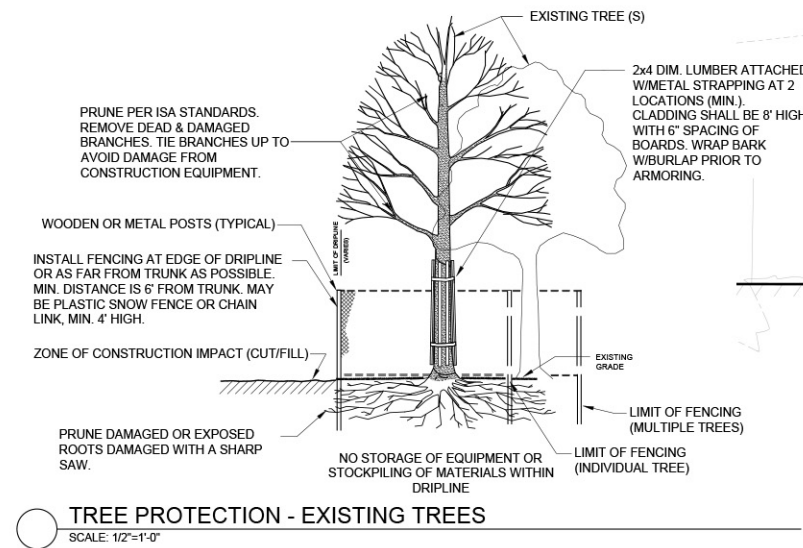 EXISTING TREE (S)
2x4 DIM. LUMBER ATTACHED
W/METAL STRAPPING AT 2
LOCATIONS (MIN.).
CLADDING SHALL BE 8' HIGH
WITH 6" SPACING OF
BOARDS. WRAP BARK
W/BURLAP PRIOR TO
ARMORING.
PRUNE PER ISA STANDARDS.
REMOVE DEAD & DAMAGED
BRANCHES. TIE BRANCHES UP TO
AVOID DAMAGE FROM
CONSTRUCTION EQUIPMENT.
WOODEN OR METAL POSTS (TYPICAL)
LIMIT OF DRIPLINE
(VARIES)
INSTALL FENCING AT EDGE OF DRIPLINE
OR AS FAR FROM TRUNK AS POSSIBLE.
MIN. DISTANCE IS 6' FROM TRUNK. MAY
BE PLASTIC SNOW FENCE OR CHAIN
LINK, MIN. 4' HIGH.
ZONE OF CONSTRUCTION IMPACT (CUT/FILL)
EXISTING
GRADE
PRUNE DAMAGED OR EXPOSED
ROOTS DAMAGED WITH A SHARP
SAW.
NO STORAGE OF EQUIPMENT OR
STOCKPILING OF MATERIALS WITHIN
DRIPLINE
LIMIT OF FENCING
(MULTIPLE TREES)
LIMIT OF FENCING
(INDIVIDUAL TREE)
TREE PROTECTION - EXISTING TREES
SCALE: 1/2"=1'-0"